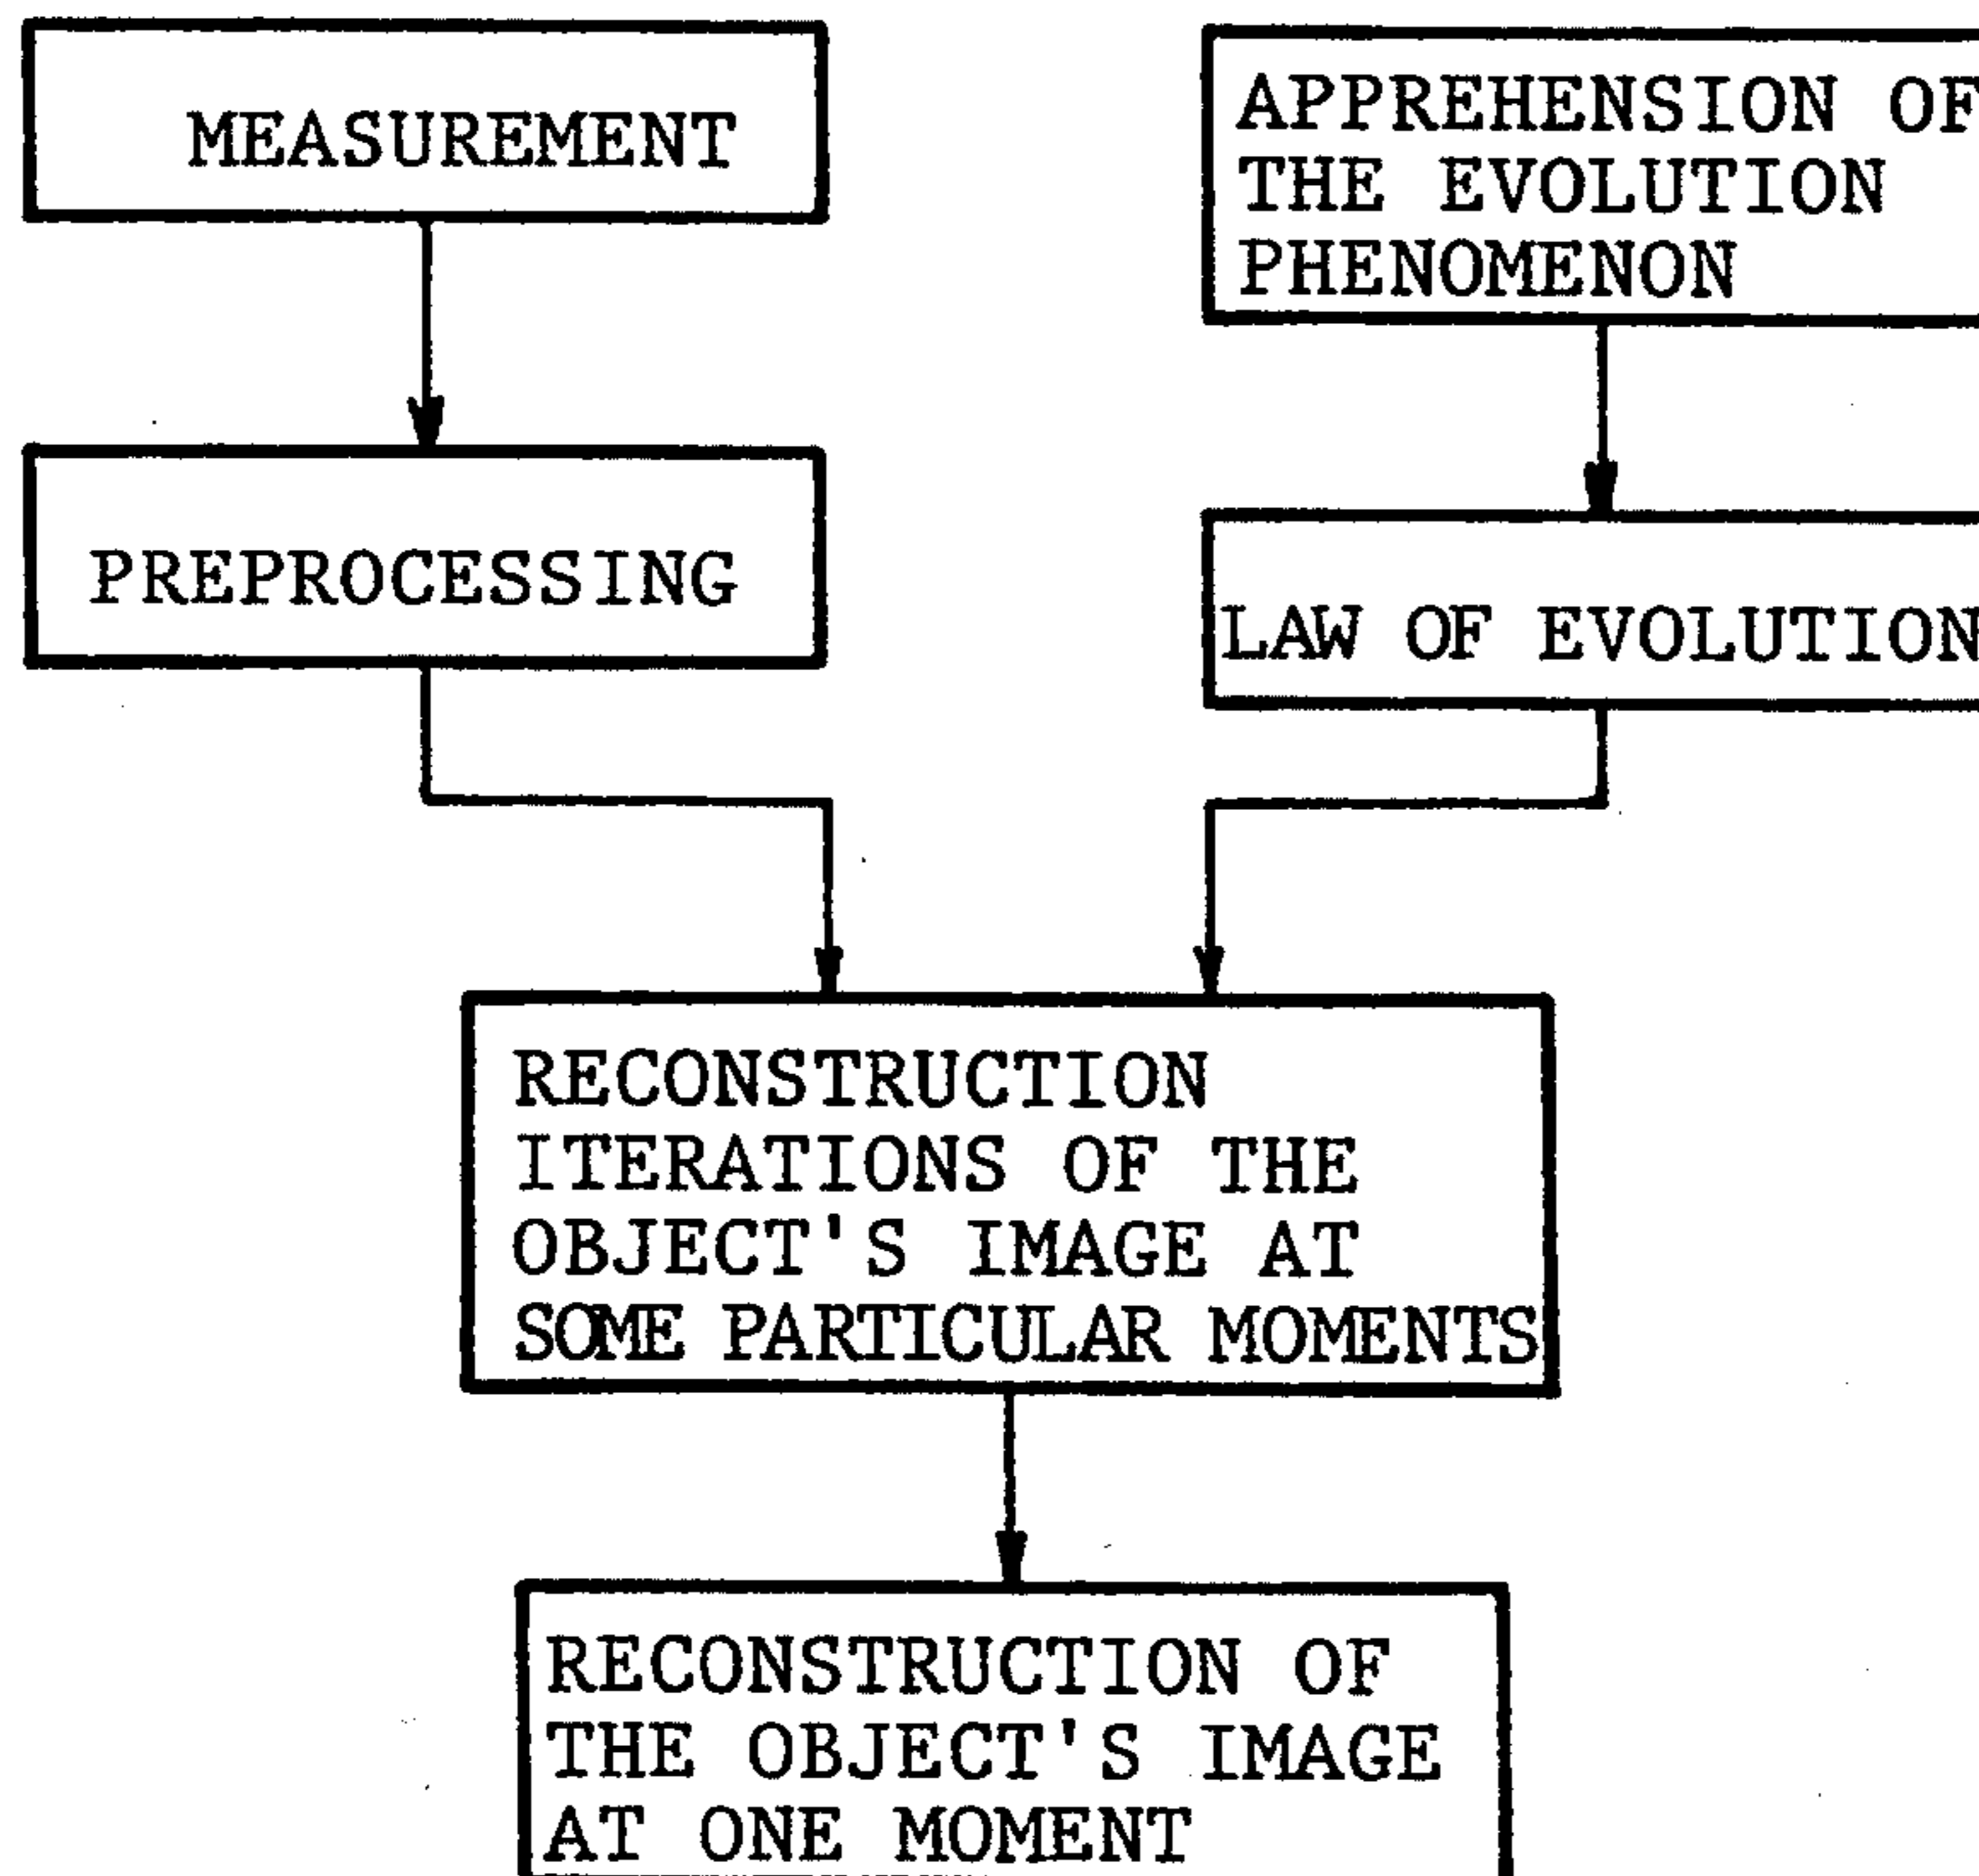 MEASUREMENT
APPREHENSION OF
THE EVOLUTION
PHENOMENON
PREPROCESSING
LAW OF EVOLUTION
RECONSTRUCTION
ITERATIONS OF THE
OBJECT'S IMAGE AT
SOME PARTICULAR MOMENTS
RECONSTRUCTION OF
THE OBJECT'S IMAGE
AT ONE MOMENT